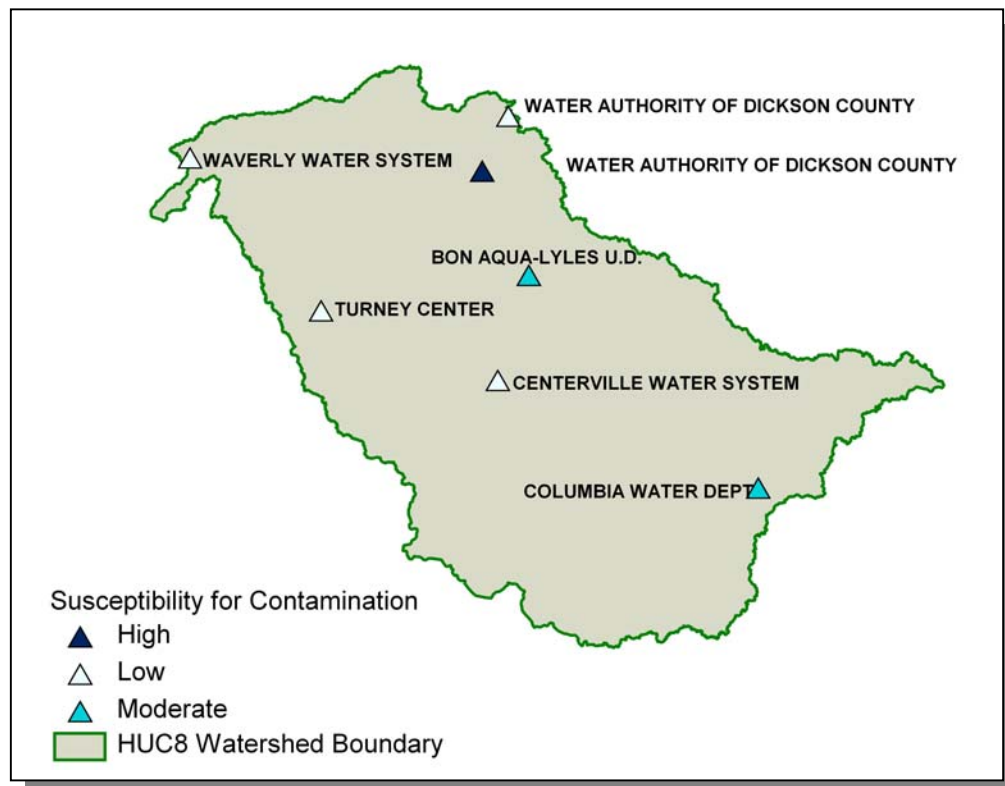 WATER AUTHORITY OF DICKSON COUNTY
WAVERLY WATER SYSTEM
WATER AUTHORITY OF DICKSON COUNTY
BON AQUA-LYLES U.D.
TURNEY CENTER
CENTERVILLE WATER SYSTEM
COLUMBIA WATER DEPT
Susceptibility for Contamination
High
Low
Moderate
HUC8 Watershed Boundary